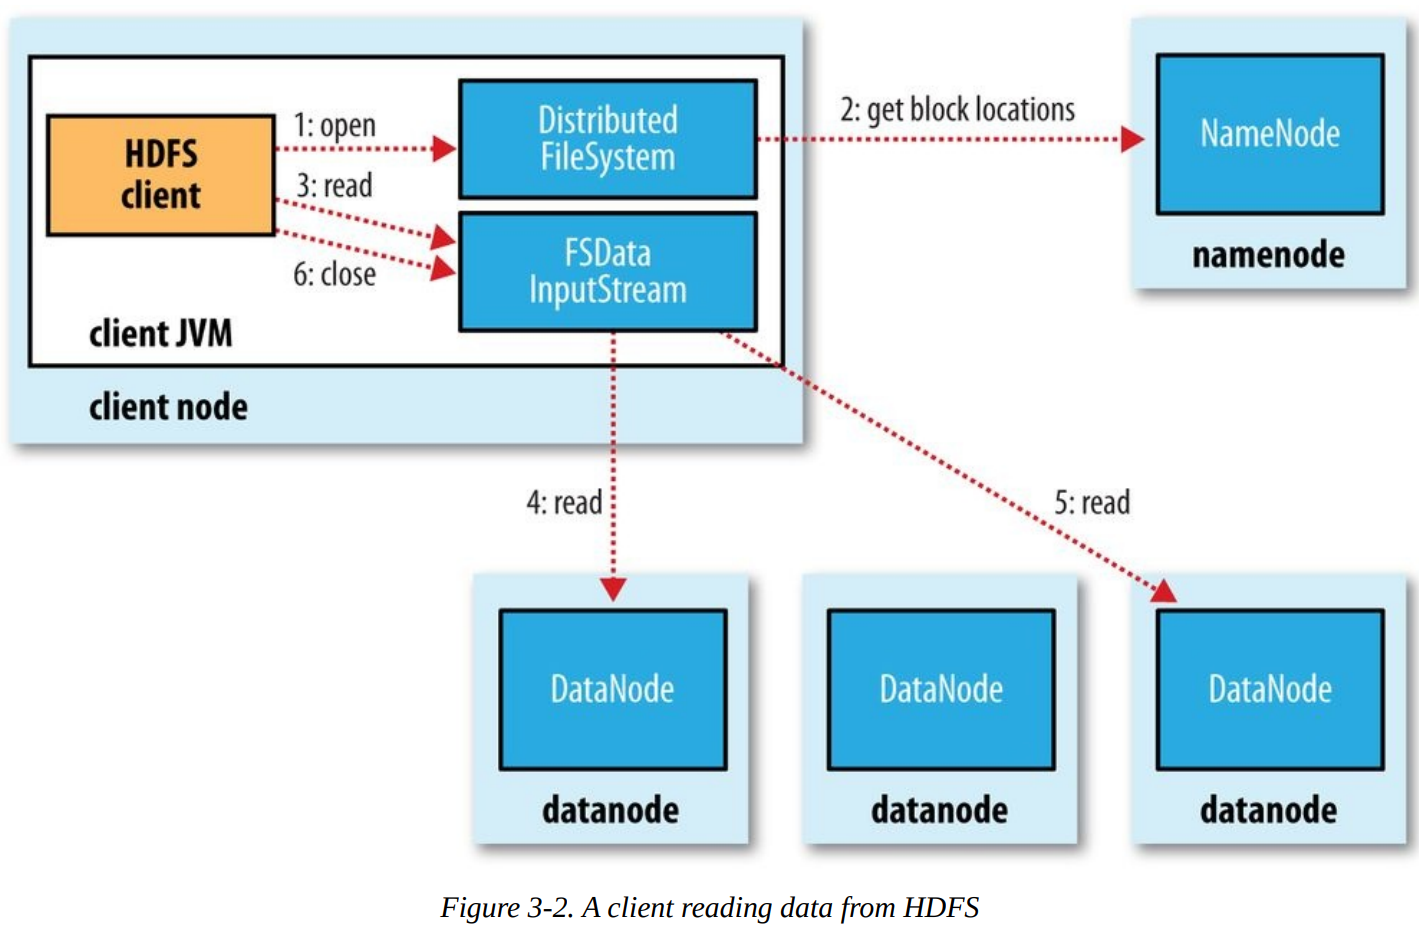 HDFS
client
1: open
3: read
6: close
Distributed
FileSystem
FSData
InputStream
client JVM
client node
2: get block locations
NameNode
namenode
4: read
5: read
DataNode
datanode
DataNode
datanode
DataNode
datanode
Figure 3-2. A client reading data from HDFS